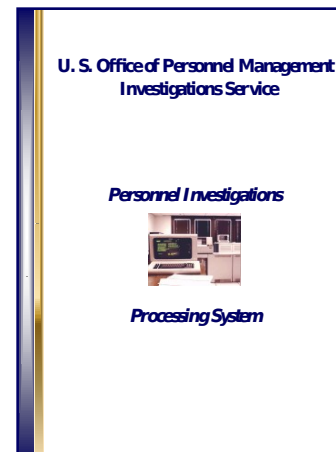 U. S. Office of Personnel Management
Investigations Service
Personnel Investigations
Processing System